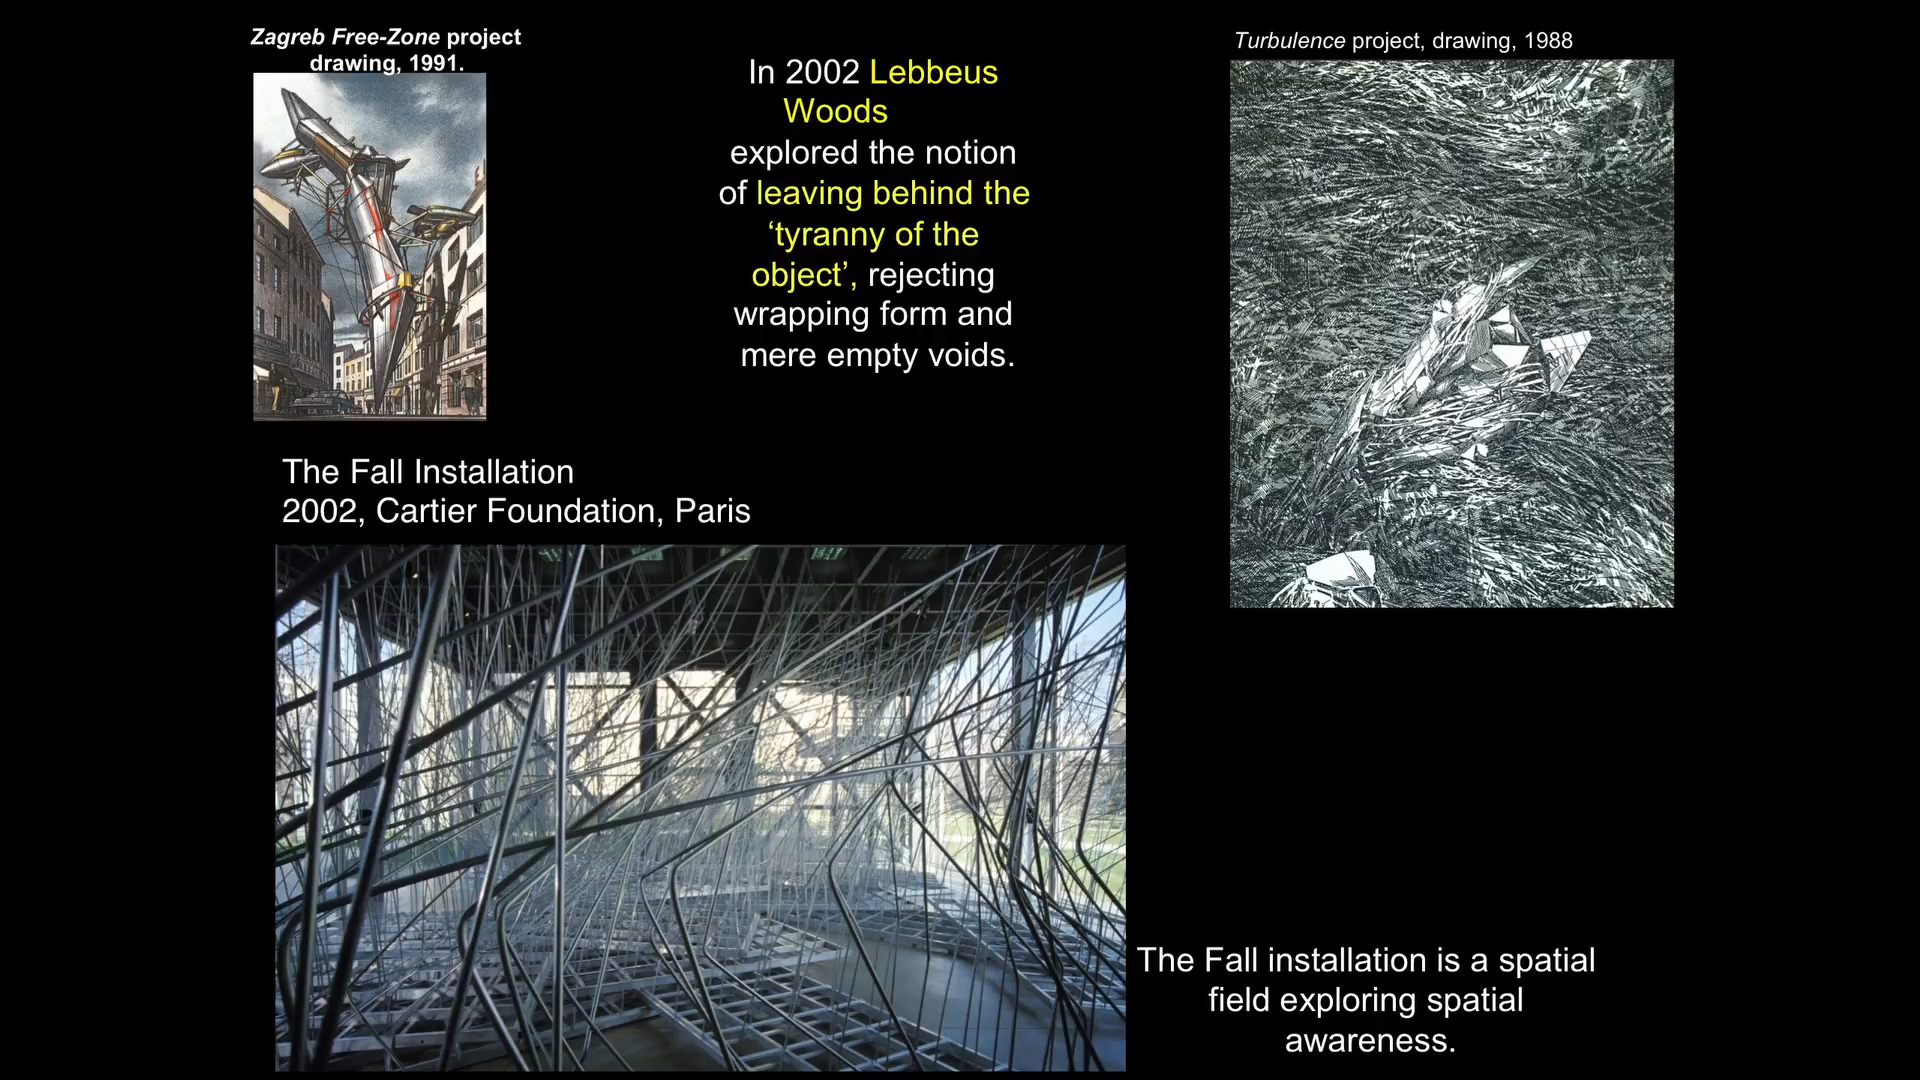 Zagreb Free-Zone project
drawing, 1991.
In 2002 Lebbeus
Woods
explored the notion
of leaving behind the
‘tyranny of the
object’, rejecting
wrapping form and
mere empty voids.
Turbulence project, drawing, 1988
The Fall Installation
2002, Cartier Foundation, Paris
The Fall installation is a spatial
field exploring spatial
awareness.